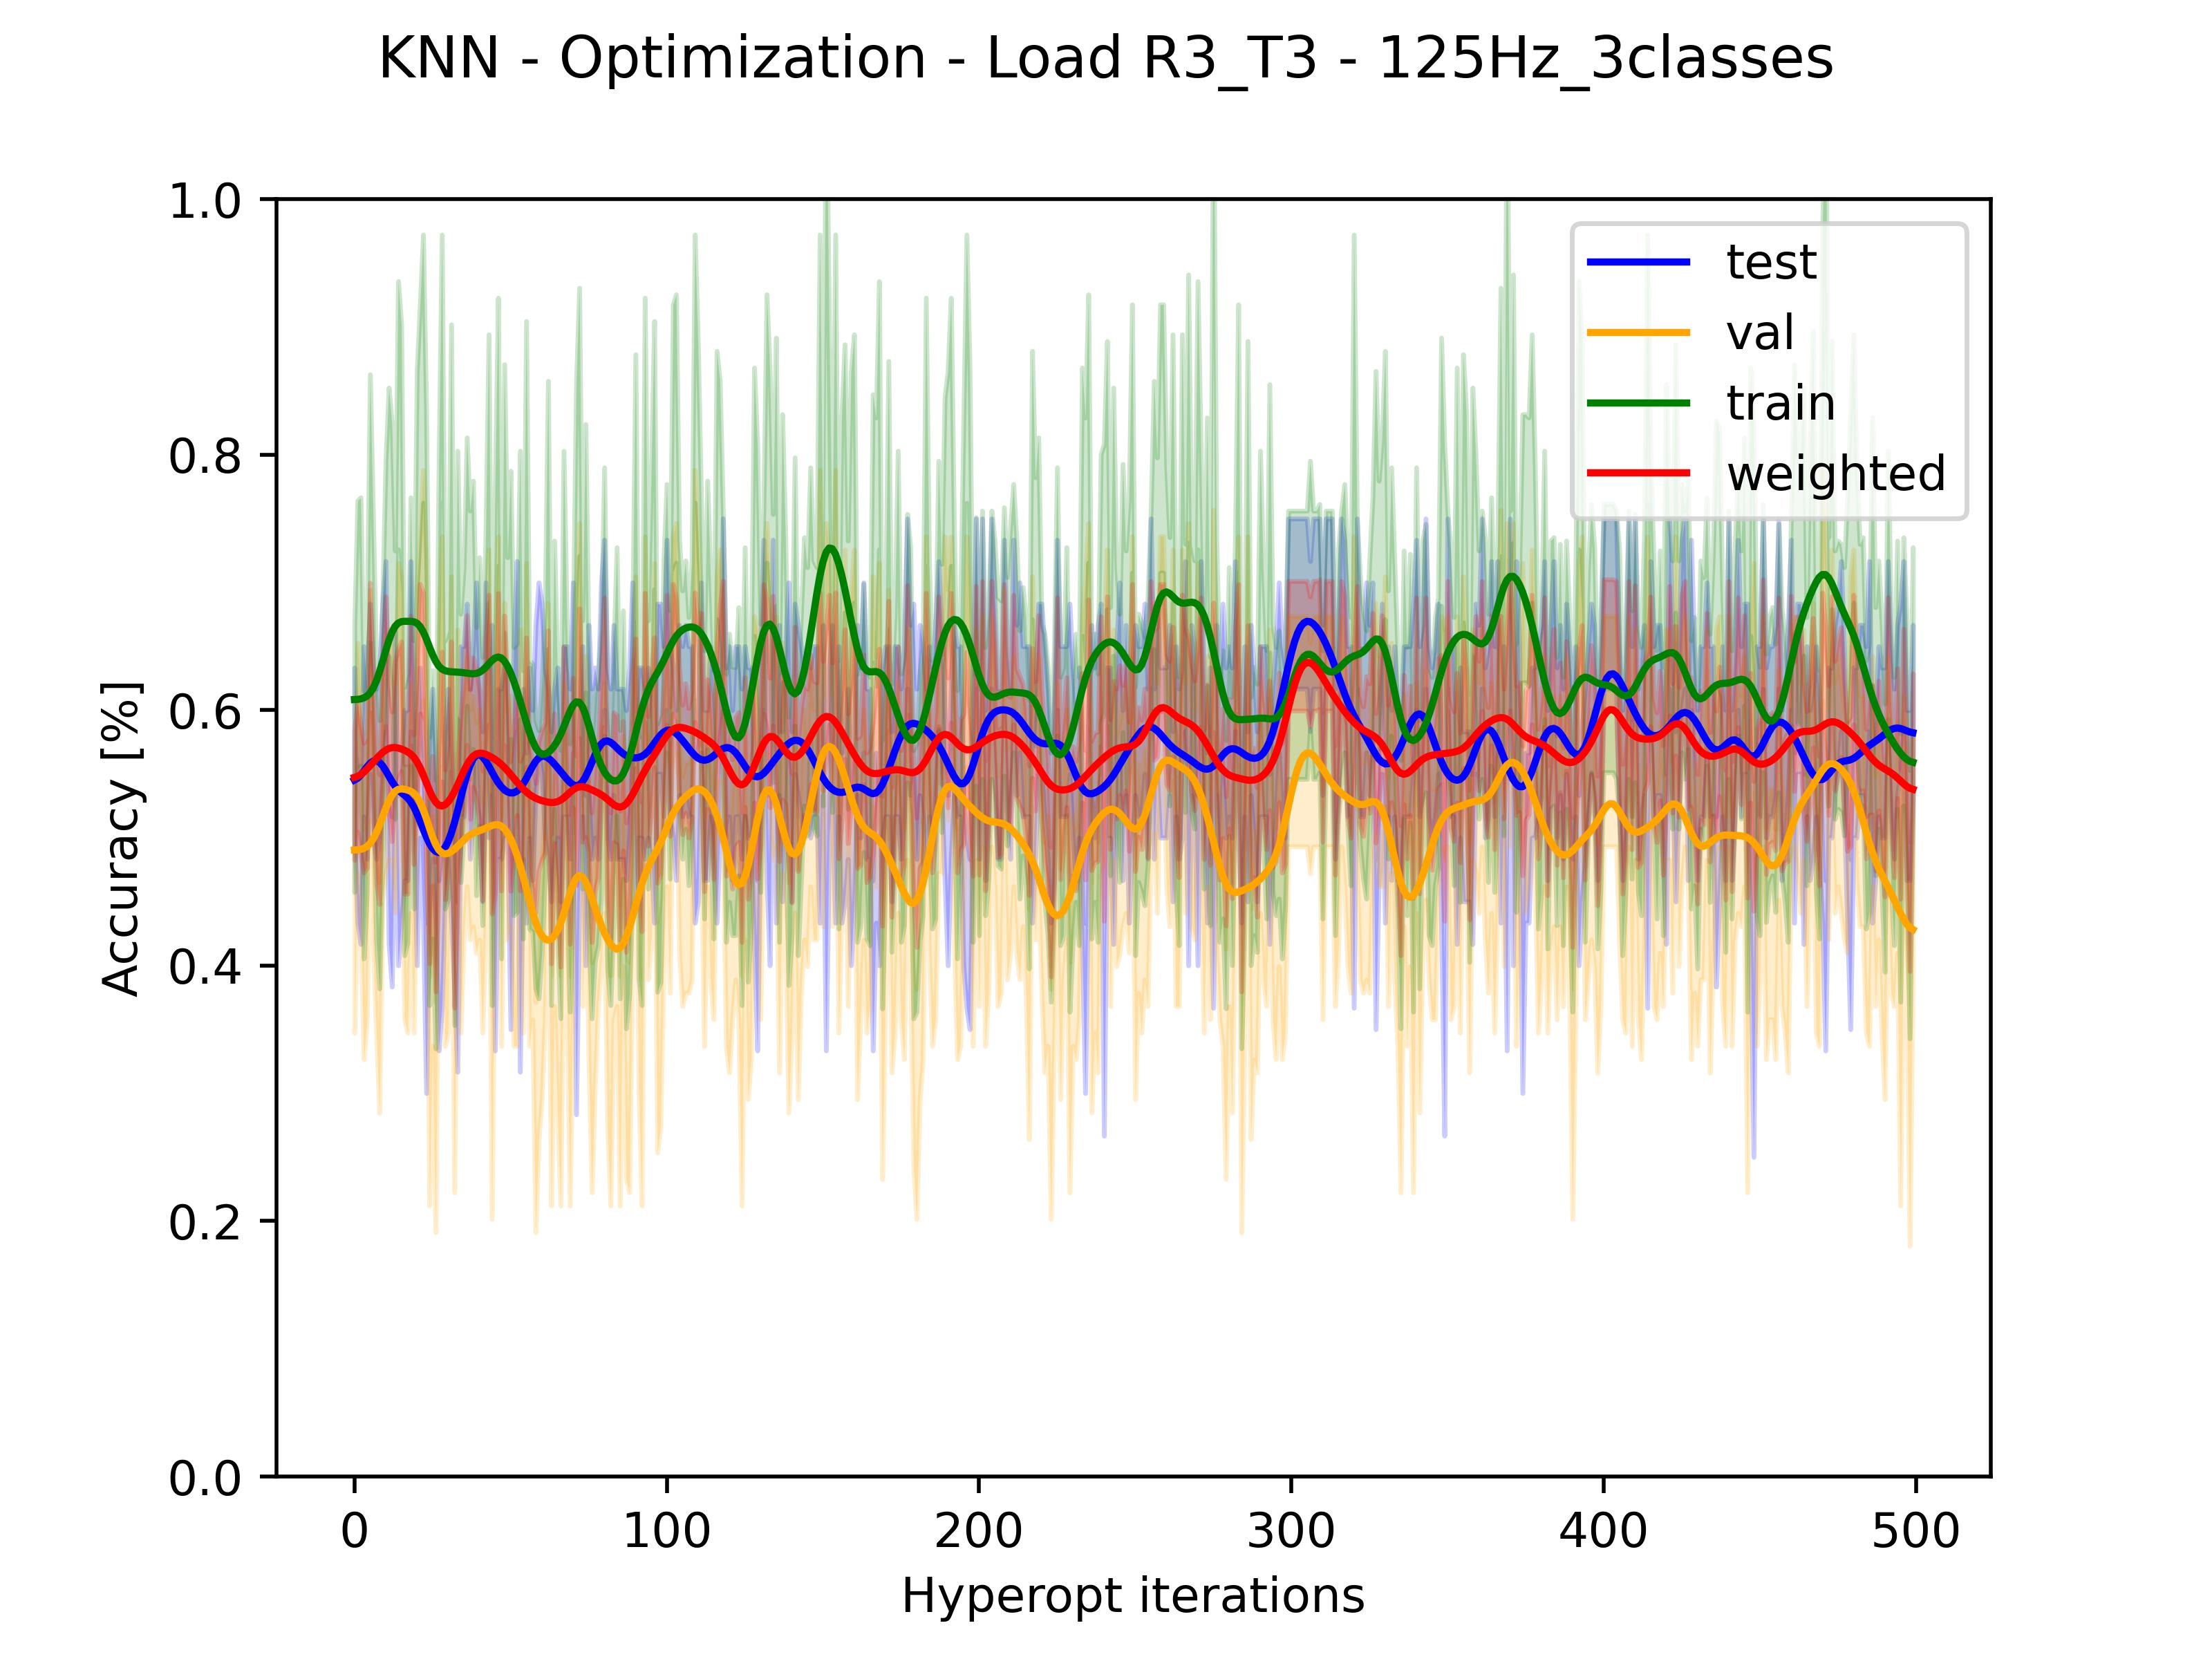 KNN - Optimization - Load R3_T3 - 125Hz_3classes
1.0
0.8
0.6
0.4
0.2
0.0
Accuracy [%]
test
val
train
weighted
0 100 200 300 400 500
Hyperopt iterations